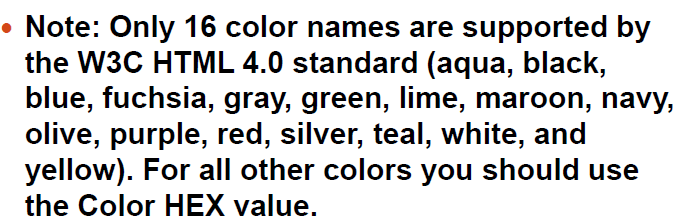 • Note: Only 16 color names are supported by
the W3C HTML 4.0 standard (aqua, black,
blue, fuchsia, gray, green, lime, maroon, navy,
olive, purple, red, silver, teal, white, and
yellow). For all other colors you should use
the Color HEX value.